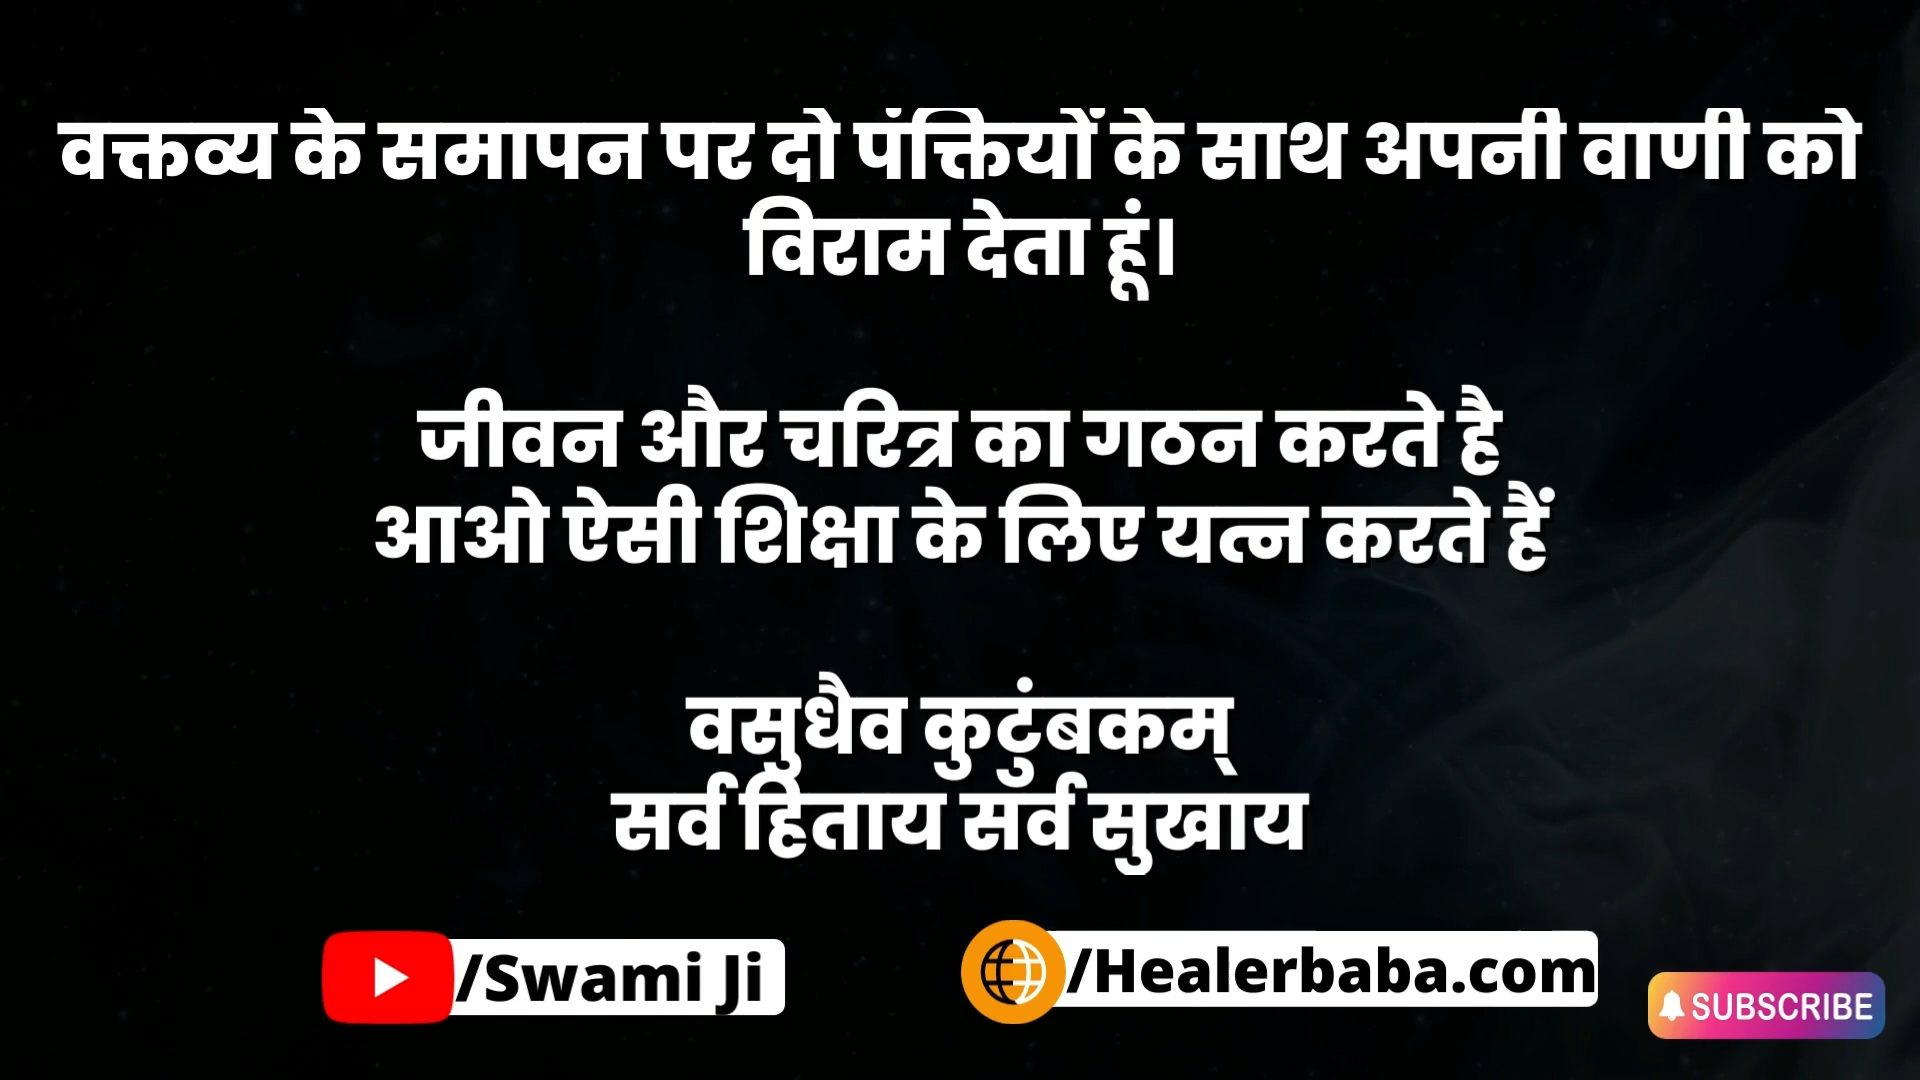 वक्तव्य के समापन पर दो पंक्तियों के साथ अपनी वाणी को
विराम देता हूं।
जीवन और चरित्र का गठन करते है
आओ ऐसी शिक्षा के लिए यत्न करते हैं
वसुधैव कुटुंबकम्
सर्व हिताय सर्व सुखाय
/Swami Ji
/Healerbaba.com
SUBSCRIBE